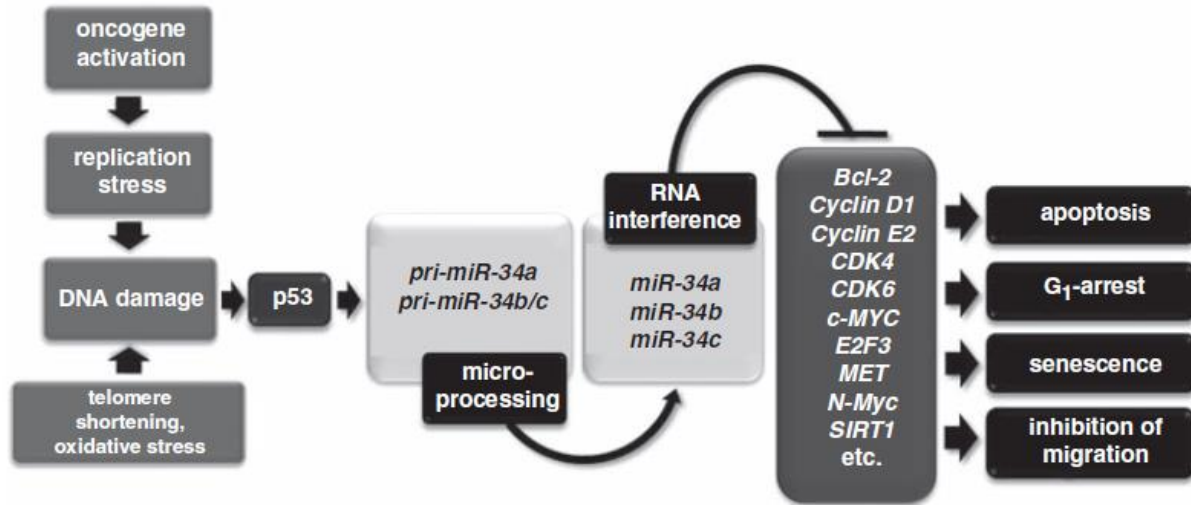 oncogene
activation
replication
stress
DNA damage
telomere
shortening,
oxidative stress
p53
pri-miR-34a
pri-miR-34b/c
micro-
processing
RNA
interference
miR-34a
miR-34b
miR-34c
Bcl-2
Cyclin D1
Cyclin E2
CDK4
CDK6
c-MYC
E2F3
MET
N-Myc
SIRT1
etc.
apoptosis
G₁-arrest
senescence
inhibition of
migration